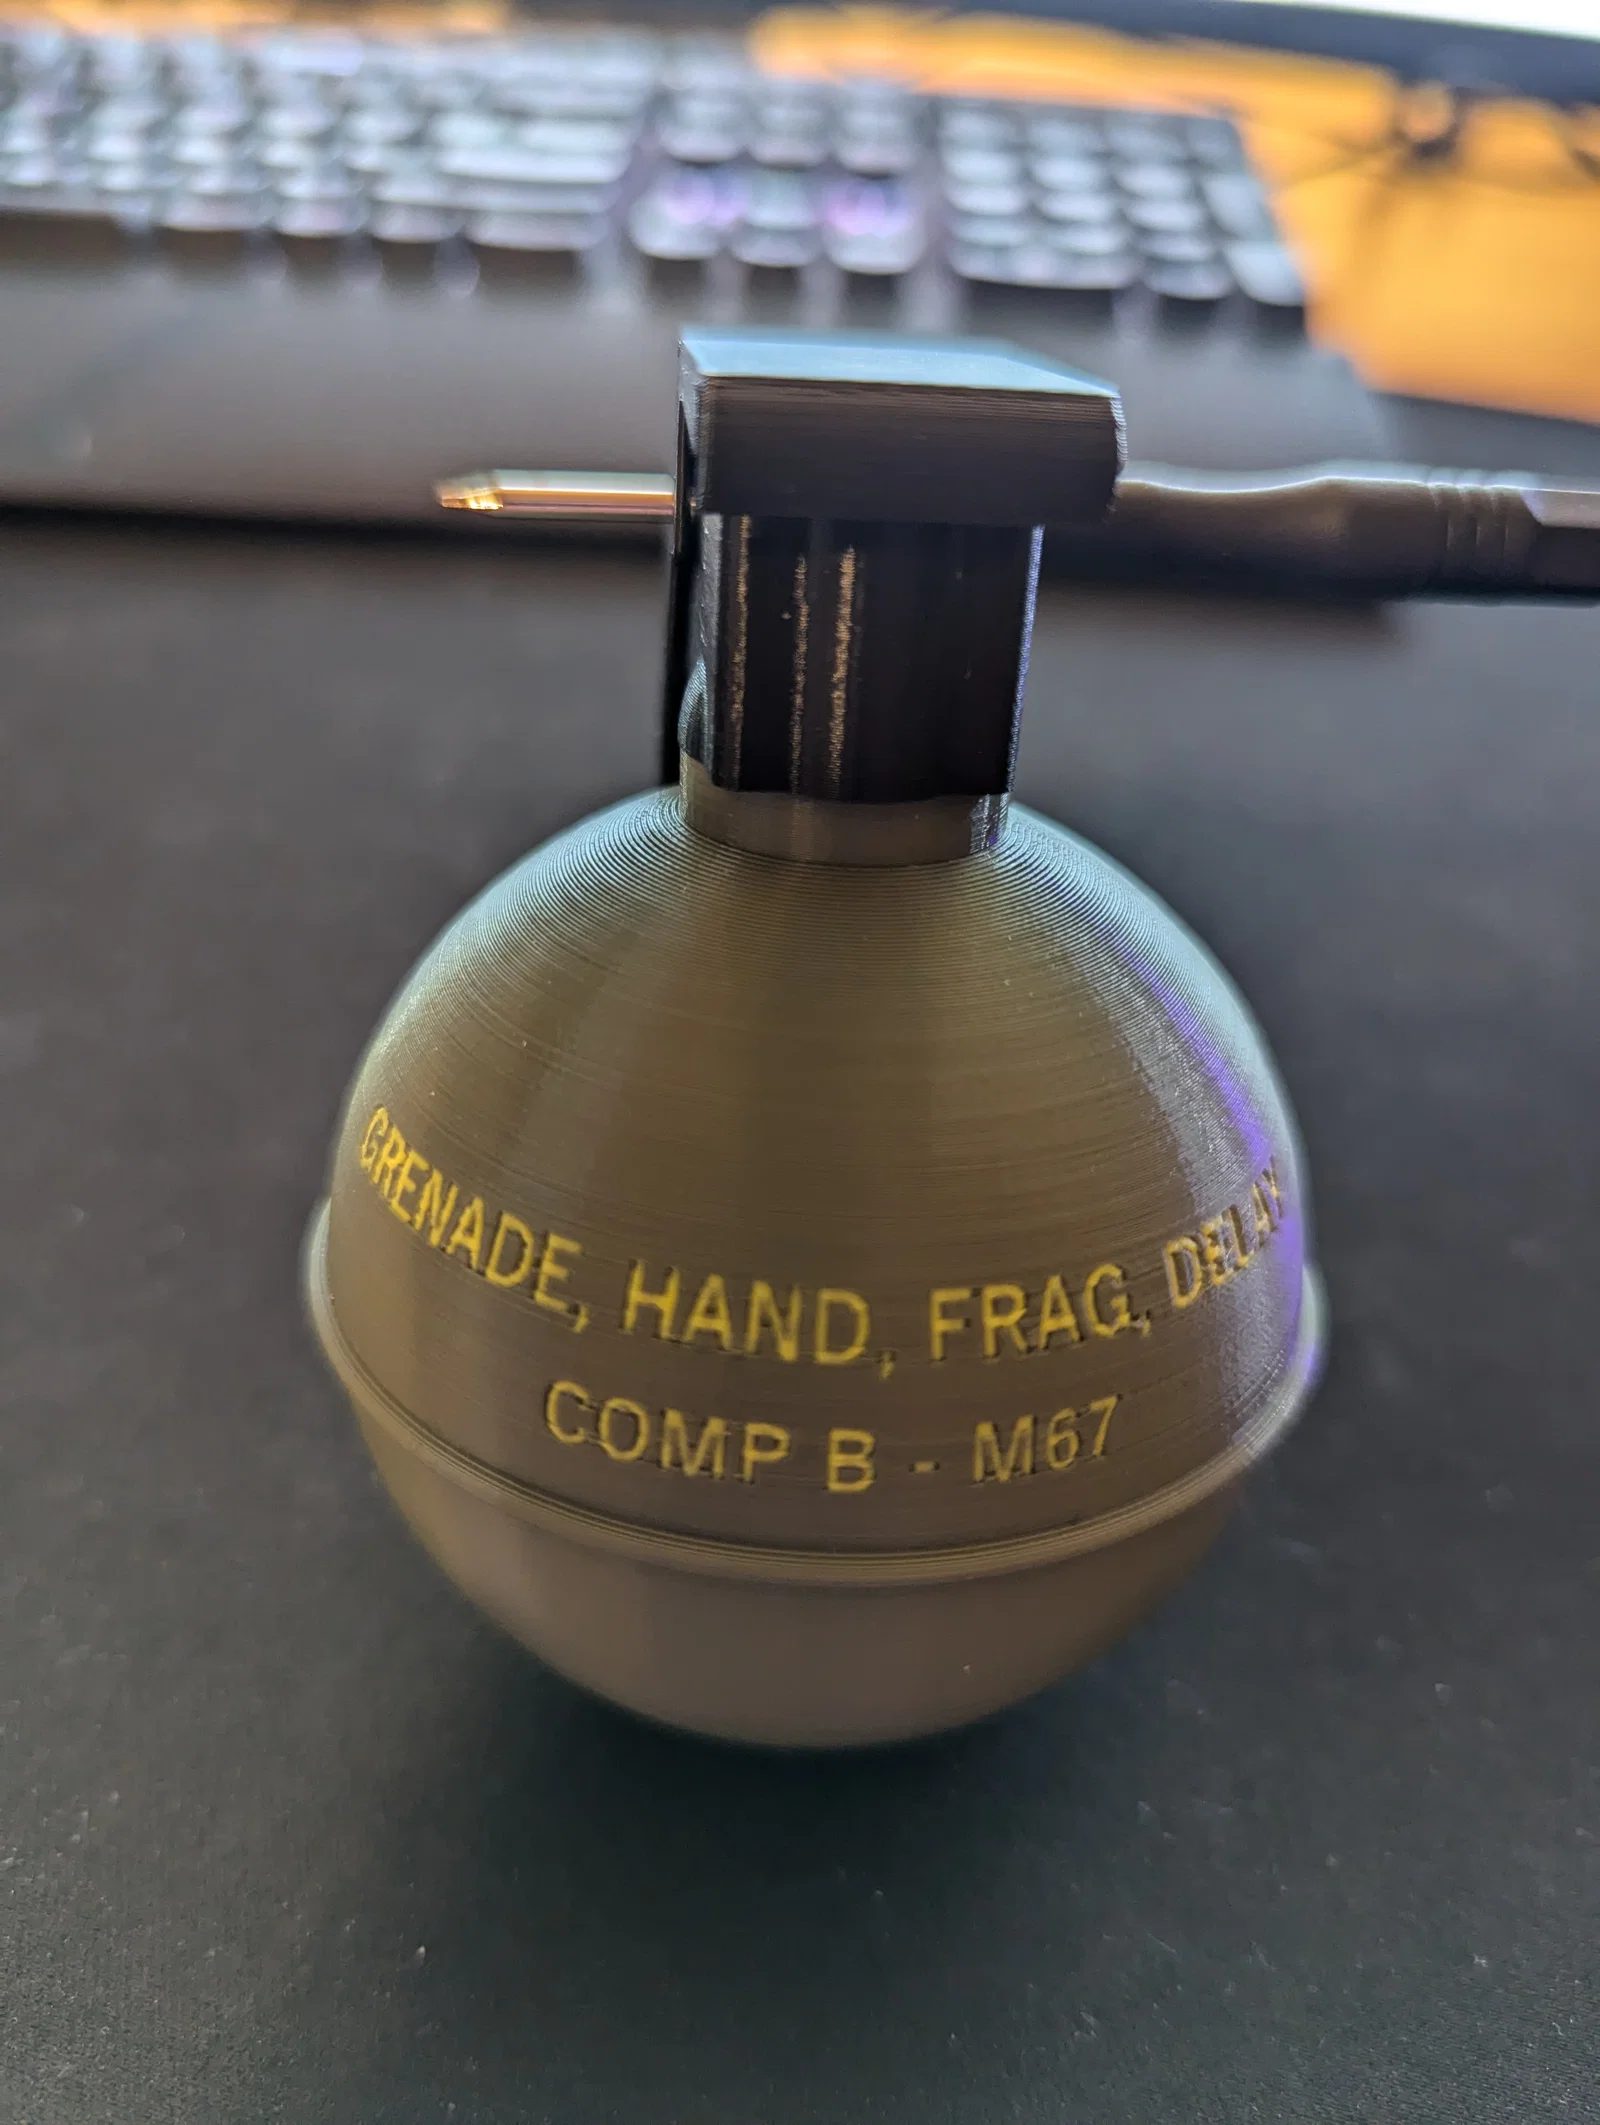 GRENADE, HAND, FRAG, DELAY
COMP B - M67